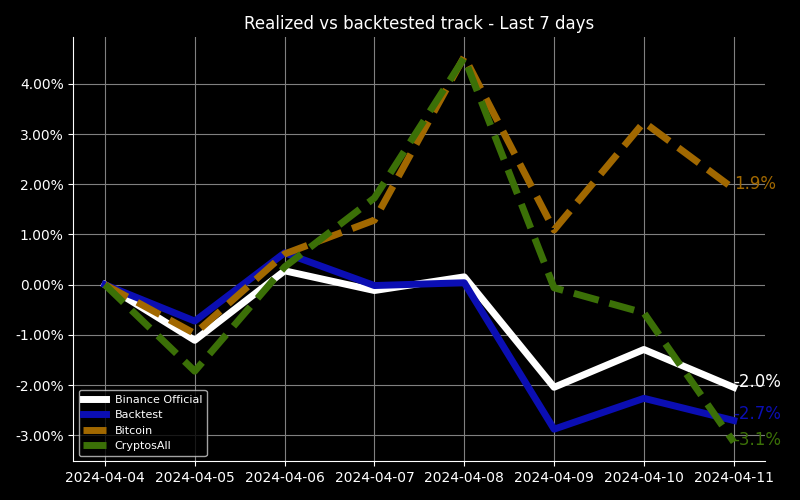 Realized vs backtested track - Last 7 days
4.00%
3.00%
2.00%
1.00%
0.00%
-1.00%
-2.00%
-3.00%
1.9%
-2.0%
-2.7%
-3.1%
Binance Official
Backtest
Bitcoin
CryptosAll
2024-04-04 2024-04-05 2024-04-06 2024-04-07 2024-04-08 2024-04-09 2024-04-10 2024-04-11